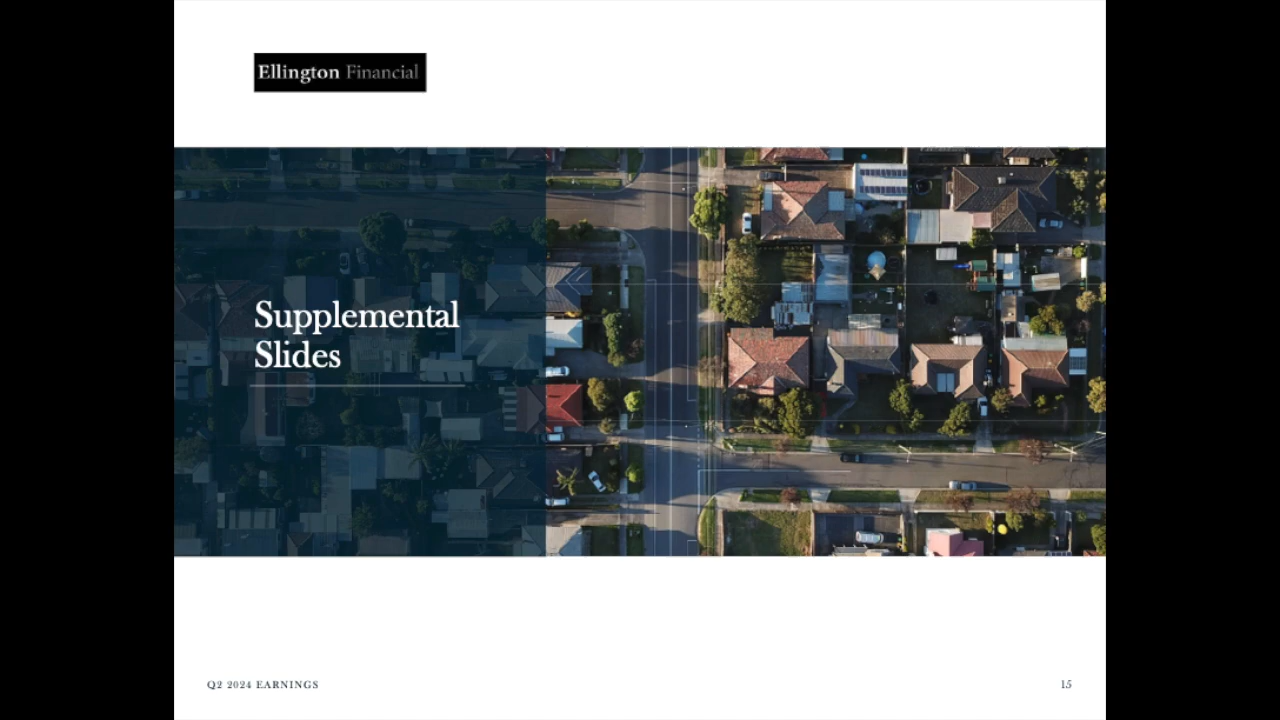 Ellington Financial
Supplemental
Slides
Q2 2024 EARNINGS
15